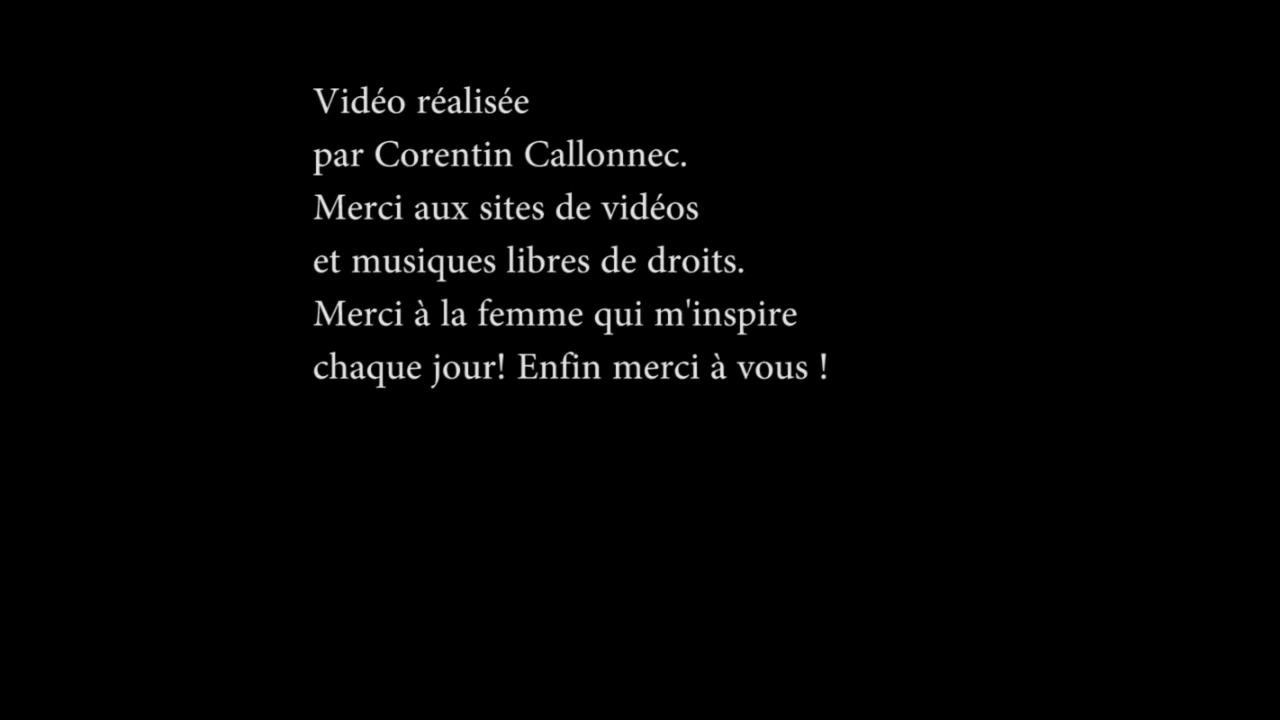 Vidéo réalisée
par Corentin Callonnec.
Merci aux sites de vidéos
et musiques libres de droits.
Merci à la femme qui m'inspire
chaque jour! Enfin merci à vous !